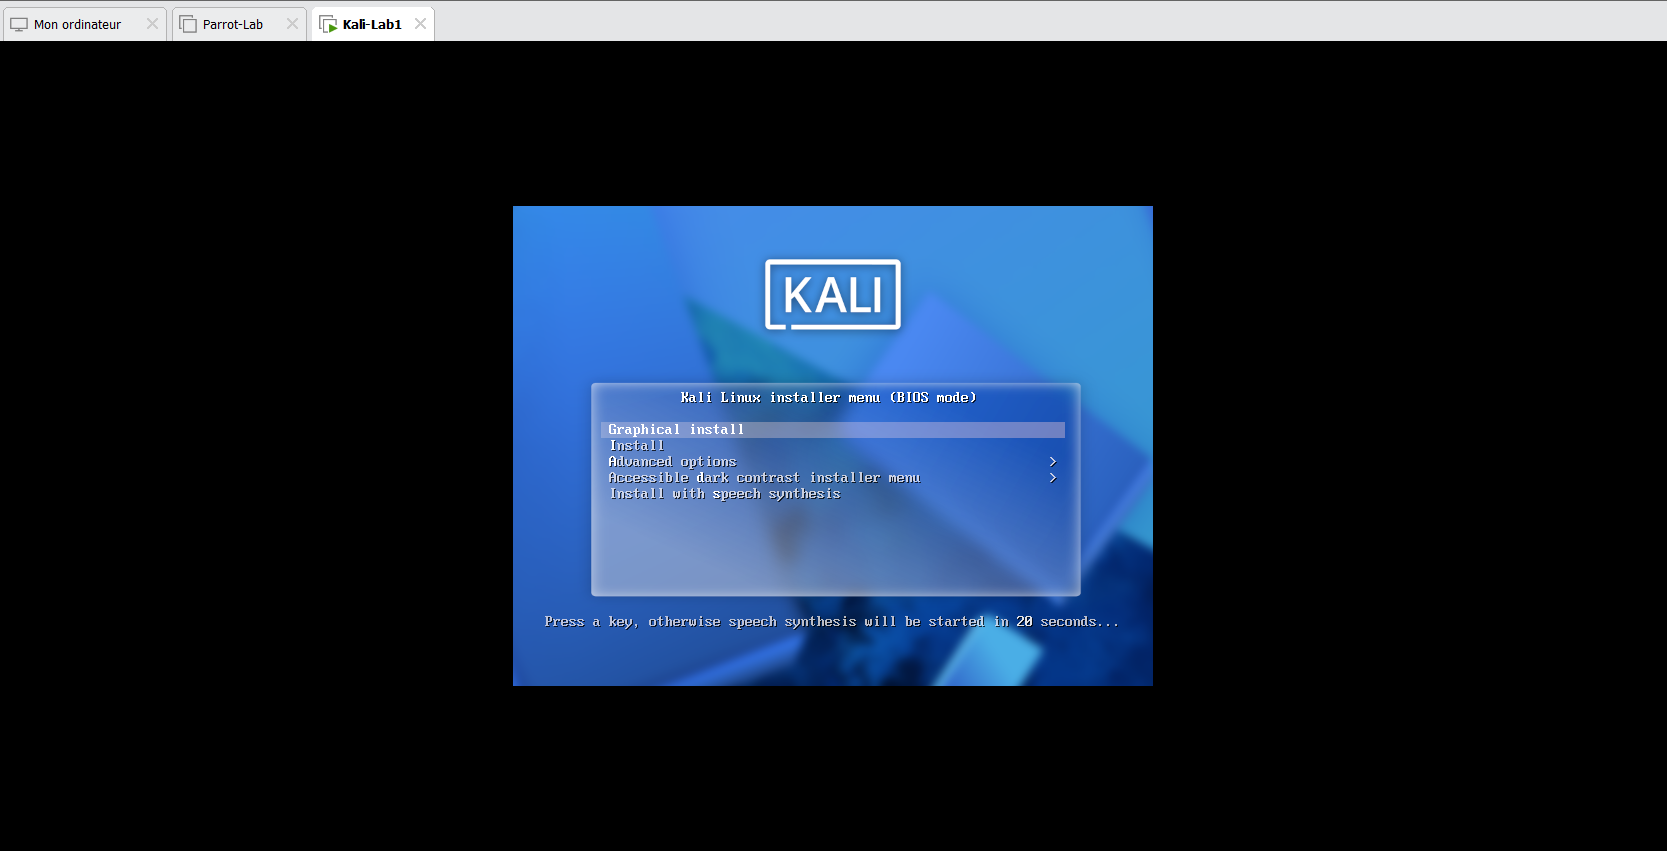 Mon ordinateur
Parrot-Lab
Kali-Lab1
KALI
Kali Linux installer menu (BIOS mode)
Graphical install
Install
Advanced options >
Accessible dark contrast installer menu >
Install with speech synthesis
Press a key, otherwise speech synthesis will be started in 20 seconds...